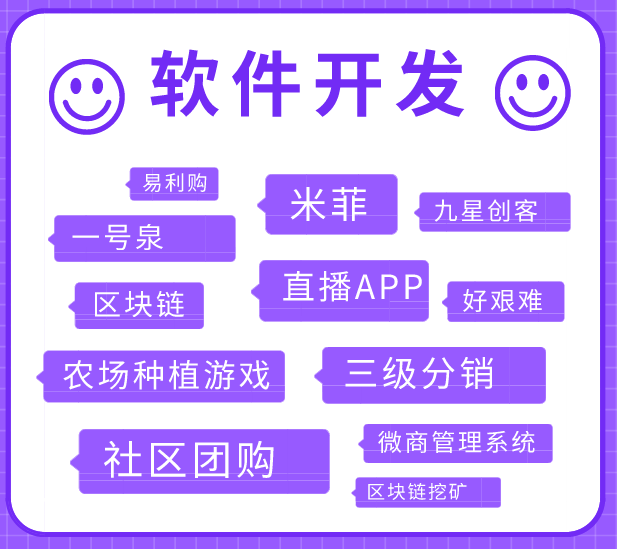 软件开发
易利购
米菲
九星创客
一号泉
直播APP
区块链
好艰难
农场种植游戏
三级分销
社区团购
微商管理系统
区块链挖矿